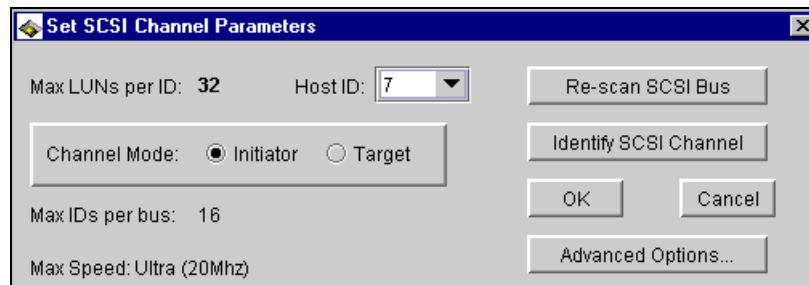 Set SCSI Channel Parameters
Max LUNs per ID: 32 Host ID: 7
Re-scan SCSI Bus
Channel Mode: Initiator Target
Identify SCSI Channel
Max IDs per bus: 16
OK Cancel
Max Speed: Ultra (20Mhz)
Advanced Options...